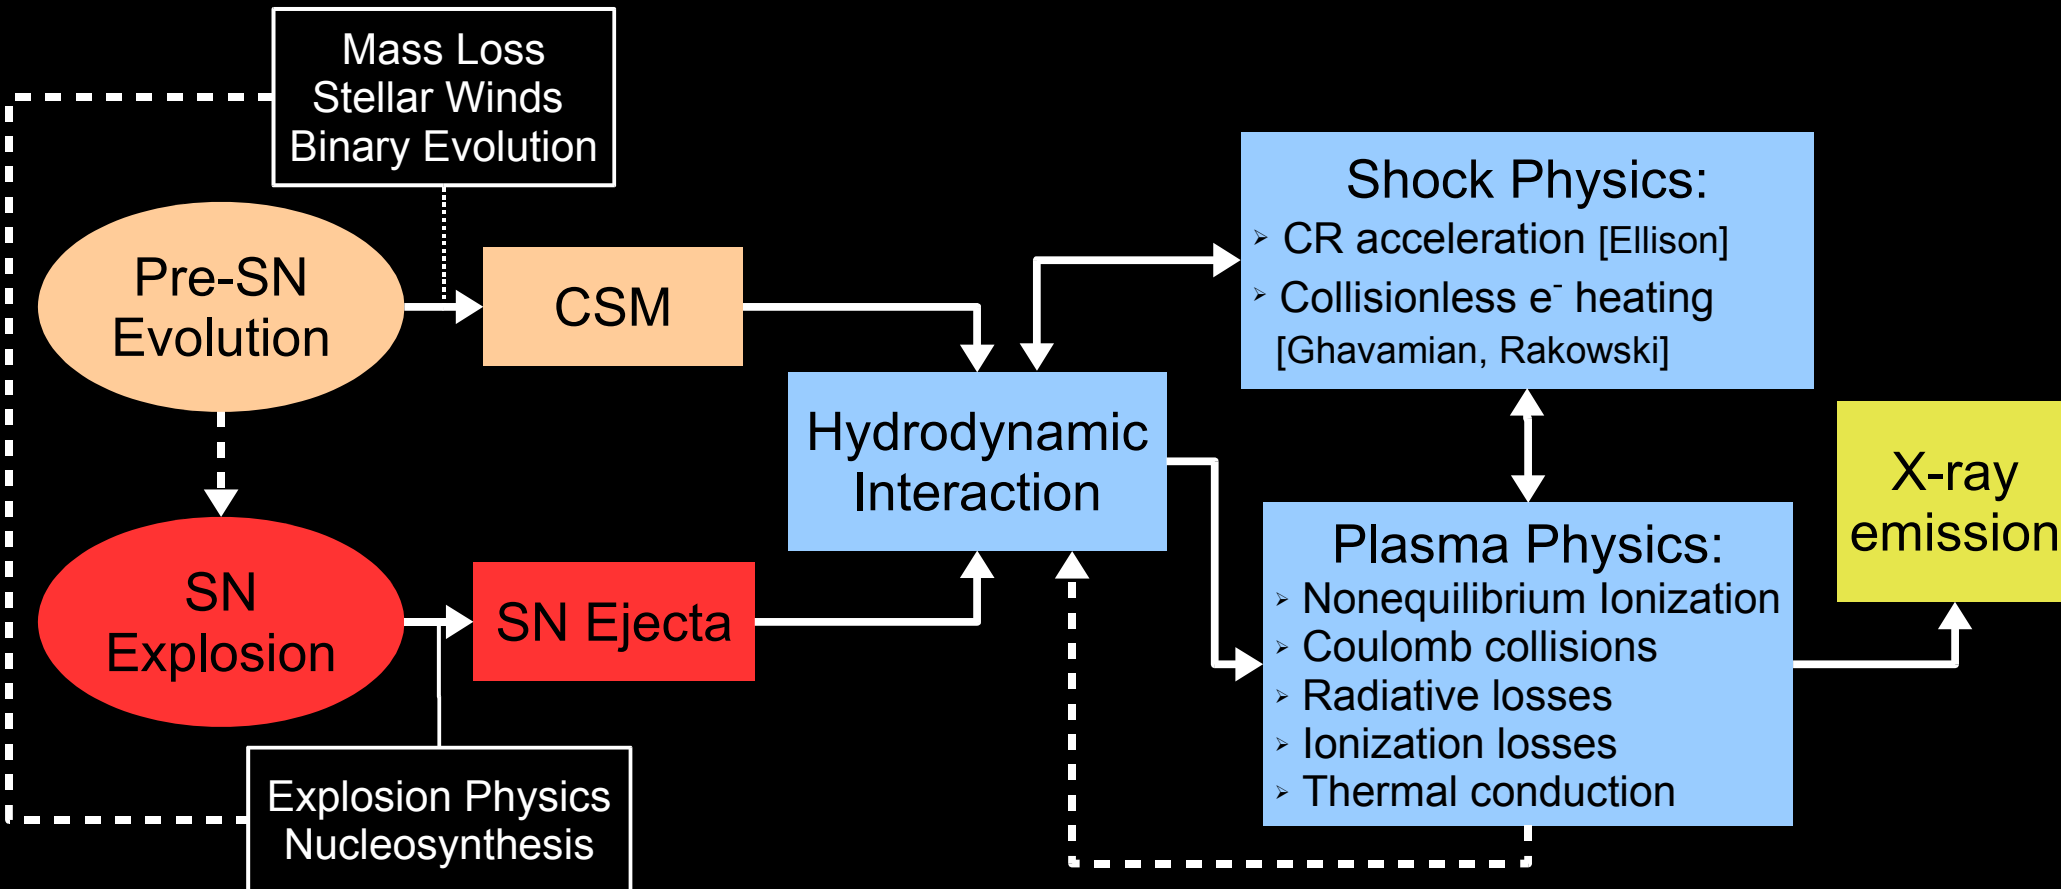 Mass Loss
Stellar Winds
Binary Evolution
Pre-SN
Evolution
CSM
Shock Physics:
➢ CR acceleration [Ellison]
➢ Collisionless e⁻ heating
[Ghavamian, Rakowski]
Hydrodynamic
Interaction
X-ray
emission
SN
Explosion
SN Ejecta
Plasma Physics:
➢ Nonequilibrium Ionization
➢ Coulomb collisions
➢ Radiative losses
➢ Ionization losses
➢ Thermal conduction
Explosion Physics
Nucleosynthesis